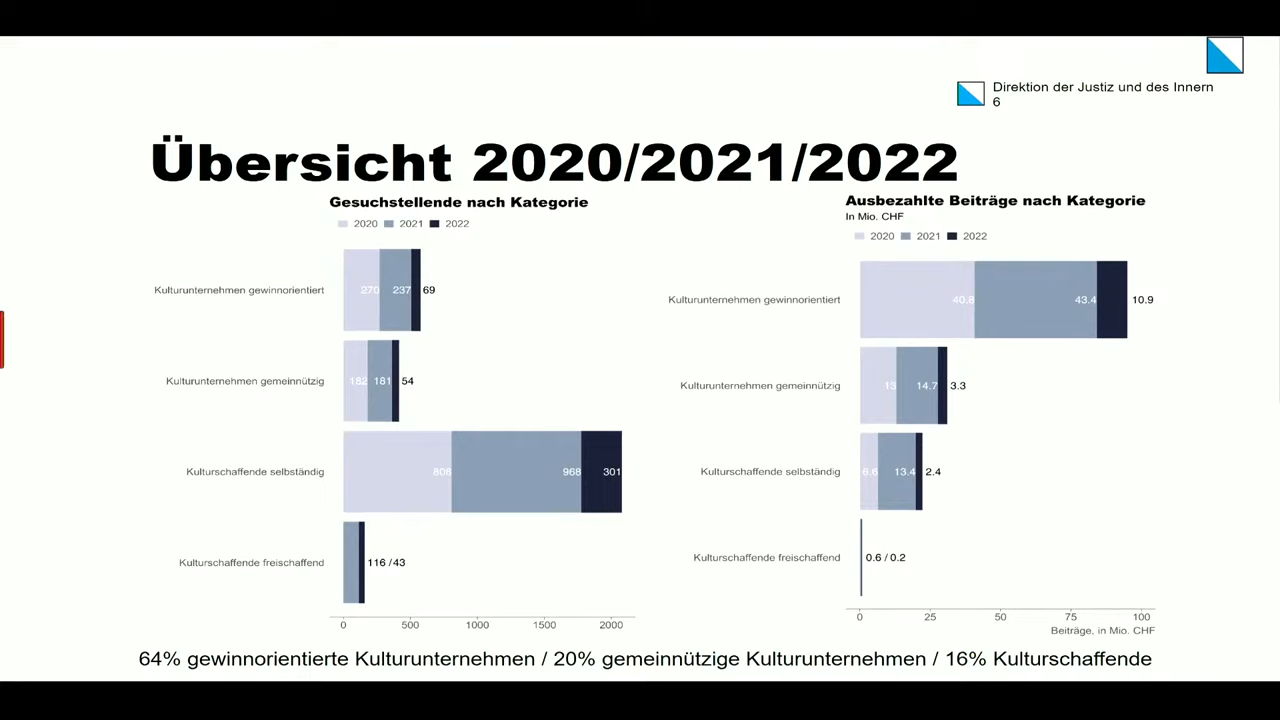 Direktion der Justiz und des Innern
6
Übersicht 2020/2021/2022
Gesuchstellende nach Kategorie
2020 2021 2022
Kulturunternehmen gewinnorientiert 270 237 69
Kulturunternehmen gemeinnützig 182 181 54
Kulturschaffende selbständig 808 968 301
Kulturschaffende freischaffend 116 / 43
0 500 1000 1500 2000
Ausbezahlte Beiträge nach Kategorie
In Mio. CHF
2020 2021 2022
Kulturunternehmen gewinnorientiert 40.8 43.4 10.9
Kulturunternehmen gemeinnützig 13 14.7 3.3
Kulturschaffende selbständig 6.6 13.4 2.4
Kulturschaffende freischaffend 0.6 / 0.2
0 25 50 75 100
Beiträge, in Mio. CHF
64% gewinnorientierte Kulturunternehmen / 20% gemeinnützige Kulturunternehmen / 16% Kulturschaffende